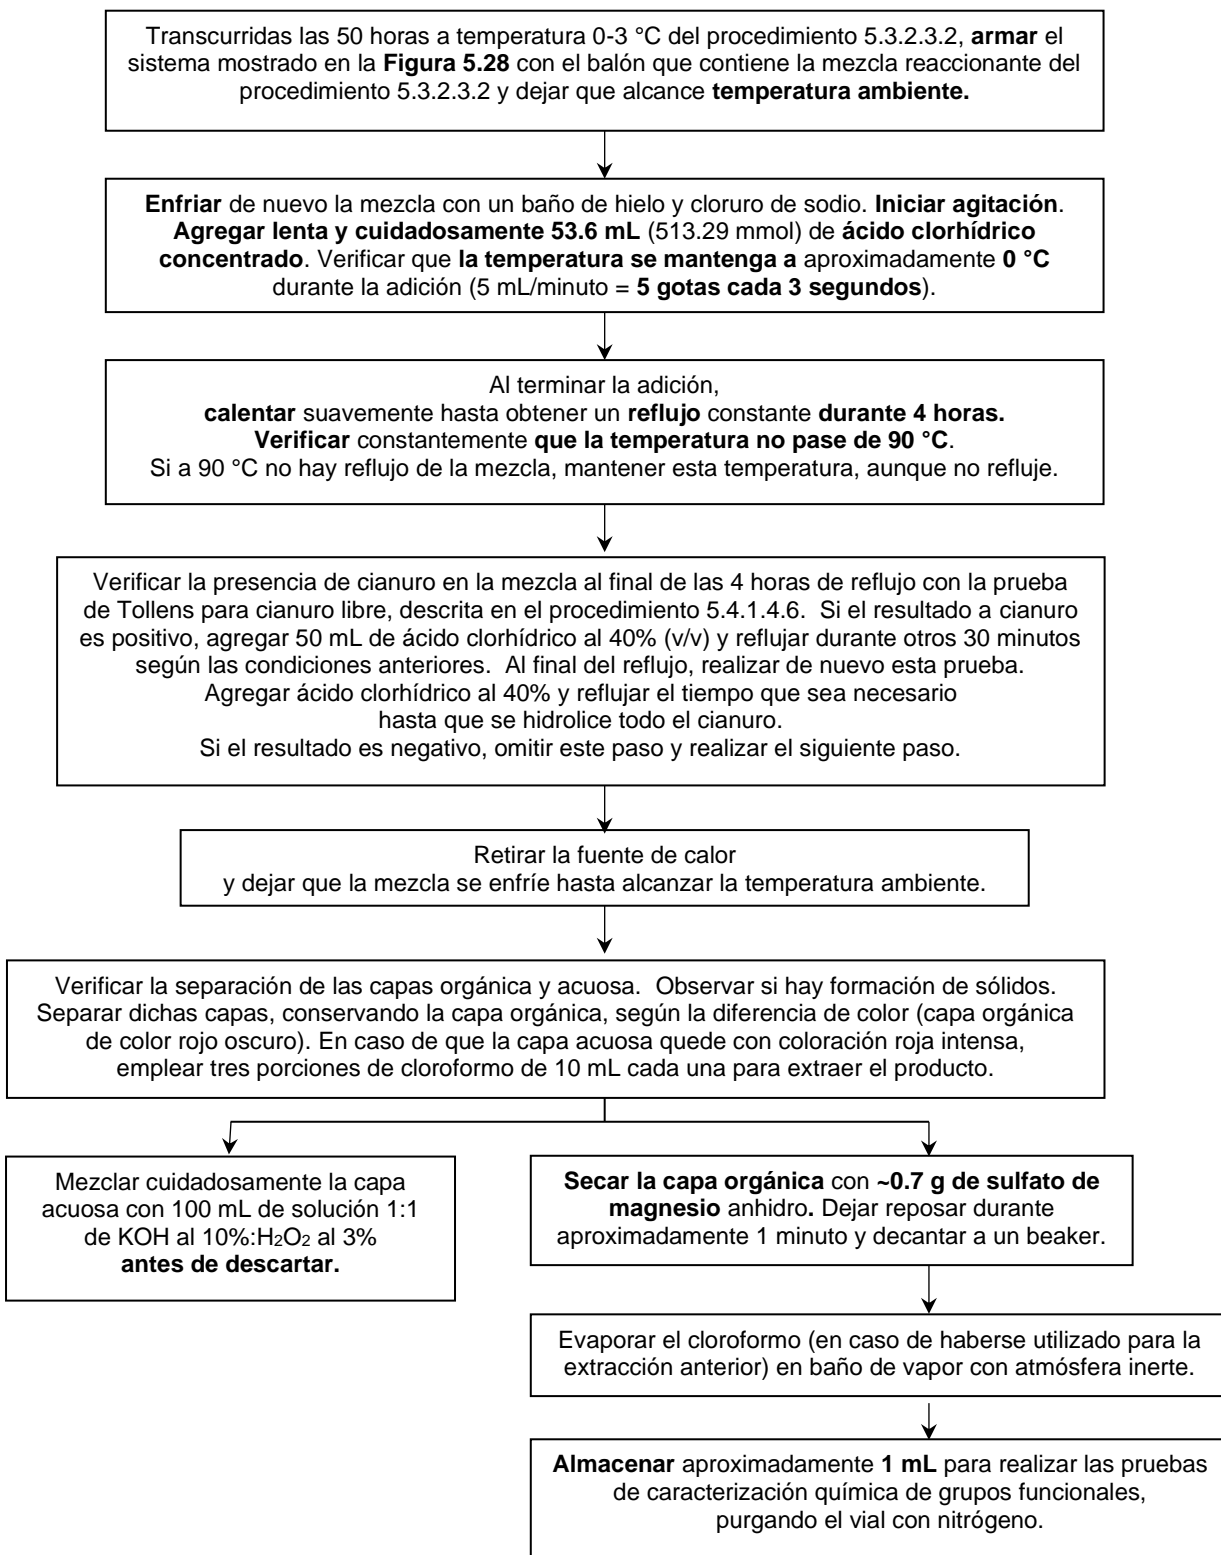 Transcurridas las 50 horas a temperatura 0-3 °C del procedimiento 5.3.2.3.2, armar el
sistema mostrado en la Figura 5.28 con el balón que contiene la mezcla reaccionante del
procedimiento 5.3.2.3.2 y dejar que alcance temperatura ambiente.
Enfriar de nuevo la mezcla con un baño de hielo y cloruro de sodio. Iniciar agitación.
Agregar lenta y cuidadosamente 53.6 mL (513.29 mmol) de ácido clorhídrico
concentrado. Verificar que la temperatura se mantenga a aproximadamente 0 °C
durante la adición (5 mL/minuto = 5 gotas cada 3 segundos).
Al terminar la adición,
calentar suavemente hasta obtener un reflujo constante durante 4 horas.
Verificar constantemente que la temperatura no pase de 90 °C.
Si a 90 °C no hay reflujo de la mezcla, mantener esta temperatura, aunque no refluje.
Verificar la presencia de cianuro en la mezcla al final de las 4 horas de reflujo con la prueba
de Tollens para cianuro libre, descrita en el procedimiento 5.4.1.4.6.  Si el resultado a cianuro
es positivo, agregar 50 mL de ácido clorhídrico al 40% (v/v) y reflujar durante otros 30 minutos
según las condiciones anteriores.  Al final del reflujo, realizar de nuevo esta prueba.
Agregar ácido clorhídrico al 40% y reflujar el tiempo que sea necesario
hasta que se hidrolice todo el cianuro.
Si el resultado es negativo, omitir este paso y realizar el siguiente paso.
Retirar la fuente de calor
y dejar que la mezcla se enfríe hasta alcanzar la temperatura ambiente.
Verificar la separación de las capas orgánica y acuosa.  Observar si hay formación de sólidos.
Separar dichas capas, conservando la capa orgánica, según la diferencia de color (capa orgánica
de color rojo oscuro). En caso de que la capa acuosa quede con coloración roja intensa,
emplear tres porciones de cloroformo de 10 mL cada una para extraer el producto.
Mezclar cuidadosamente la capa
acuosa con 100 mL de solución 1:1
de KOH al 10%:H2O2 al 3%
antes de descartar.
Secar la capa orgánica con ~0.7 g de sulfato de
magnesio anhidro. Dejar reposar durante
aproximadamente 1 minuto y decantar a un beaker.
Evaporar el cloroformo (en caso de haberse utilizado para la
extracción anterior) en baño de vapor con atmósfera inerte.
Almacenar aproximadamente 1 mL para realizar las pruebas
de caracterización química de grupos funcionales,
purgando el vial con nitrógeno.